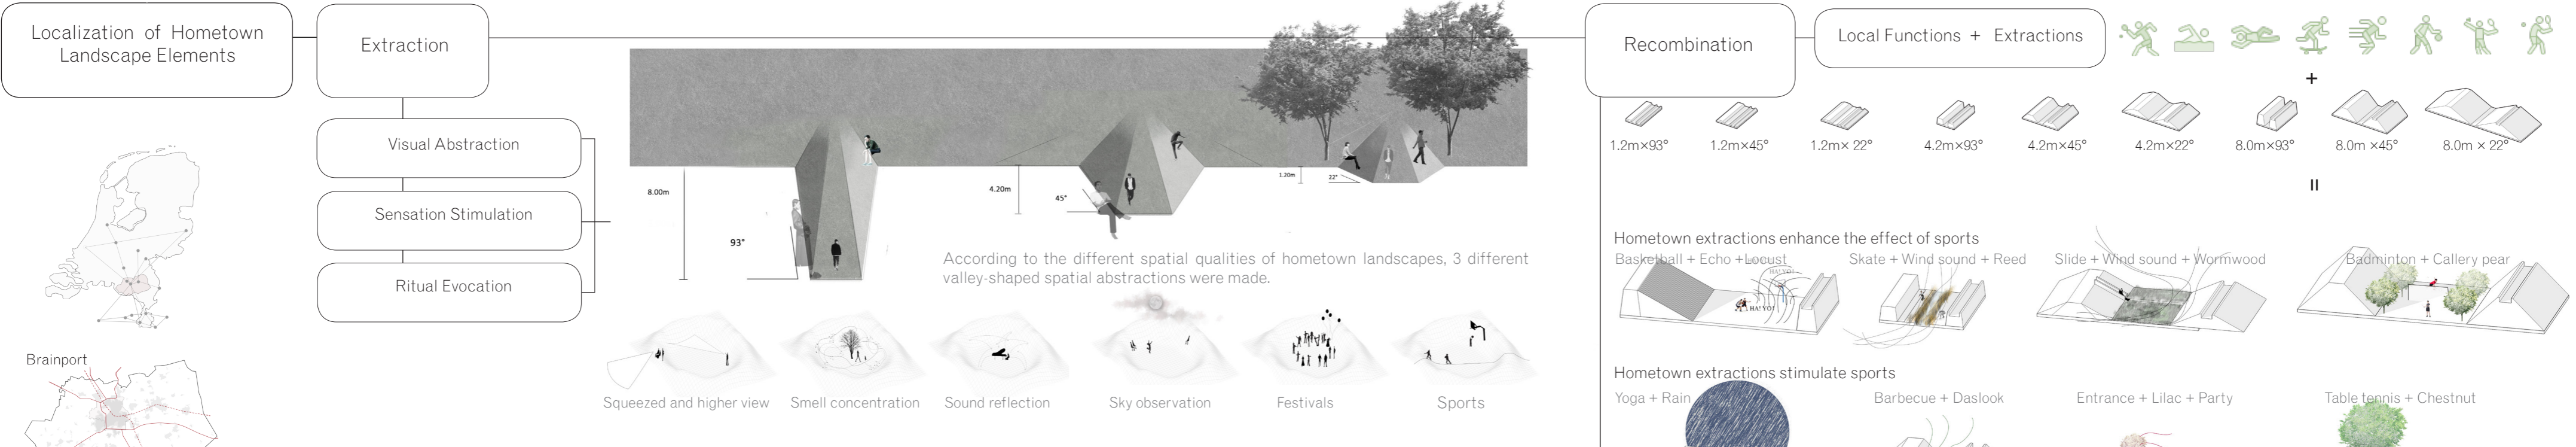 Localization of Hometown
Landscape Elements
Extraction
Visual Abstraction
Sensation Stimulation
Ritual Evocation
Brainport
8.00m
93°
4.20m
45°
1.20m
22°
According to the different spatial qualities of hometown landscapes, 3 different
valley-shaped spatial abstractions were made.
Squeezed and higher view
Smell concentration
Sound reflection
Sky observation
Festivals
Sports
Recombination
Local Functions + Extractions
+
1.2m×93°
1.2m×45°
1.2m× 22°
4.2m×93°
4.2m×45°
4.2m×22°
8.0m×93°
8.0m ×45°
8.0m × 22°
=
Hometown extractions enhance the effect of sports
Basketball + Echo +Locust
Skate + Wind sound + Reed
Slide + Wind sound + Wormwood
Badminton + Callery pear
HA! YO!
HA! YO!
Hometown extractions stimulate sports
Yoga + Rain
Barbecue + Daslook
Entrance + Lilac + Party
Table tennis + Chestnut